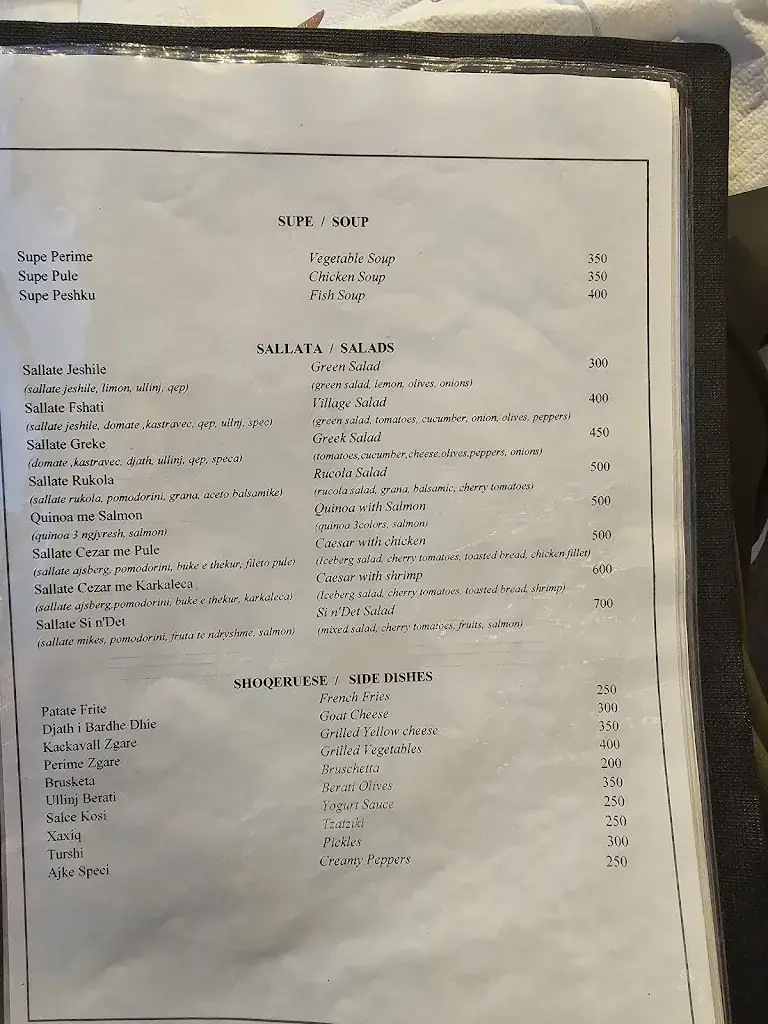 SUPE / SOUP
Supe Perime Vegetable Soup 350
Supe Pule Chicken Soup 350
Supe Peshku Fish Soup 400
SALLATA / SALADS
Sallate Jeshile Green Salad 300
(sallate jeshile, limon, ullinj, qep) (green salad, lemon, olives, onions)
Sallate Fshati Village Salad 400
(sallate jeshile, domate ,kastravec, qep, ullnj, spec) (green salad, tomatoes, cucumber, onion, olives, peppers)
Sallate Greke Greek Salad 450
(domate ,kastravec, djath, ullinj, qep, speca) (tomatoes,cucumber,cheese,olives,peppers, onions)
Sallate Rukola Rucola Salad 500
(sallate rukola, pomodorini, grana, aceto balsamike) (rucola salad, grana, balsamic, cherry tomatoes)
Quinoa me Salmon Quinoa with Salmon 500
(quinoa 3 ngjyresh, salmon) (quinoa 3colors, salmon)
Sallate Cezar me Pule Caesar with chicken 500
(sallate ajsberg, pomodorini, buke e thekur, fileto pule) (Iceberg salad, cherry tomatoes, toasted bread, chicken fillet)
Sallate Cezar me Karkaleca Caesar with shrimp 600
(sallate ajsberg,pomodorini, buke e thekur, karkaleca) (Iceberg salad, cherry tomatoes, toasted bread, shrimp)
Sallate Si n'Det Si n'Det Salad 700
(sallate mikes, pomodorini, fruta te ndryshme, salmon) (mixed salad, cherry tomatoes, fruits, salmon)
SHOQERUESE / SIDE DISHES
Patate Frite French Fries 250
Djath i Bardhe Dhie Goat Cheese 300
Kackavall Zgare Grilled Yellow cheese 350
Perime Zgare Grilled Vegetables 400
Brusketa Bruschetta 200
Ullinj Berati Berati Olives 350
Salce Kosi Yogurt Sauce 250
Xaxiq Tzatziki 250
Turshi Pickles 300
Ajke Speci Creamy Peppers 250